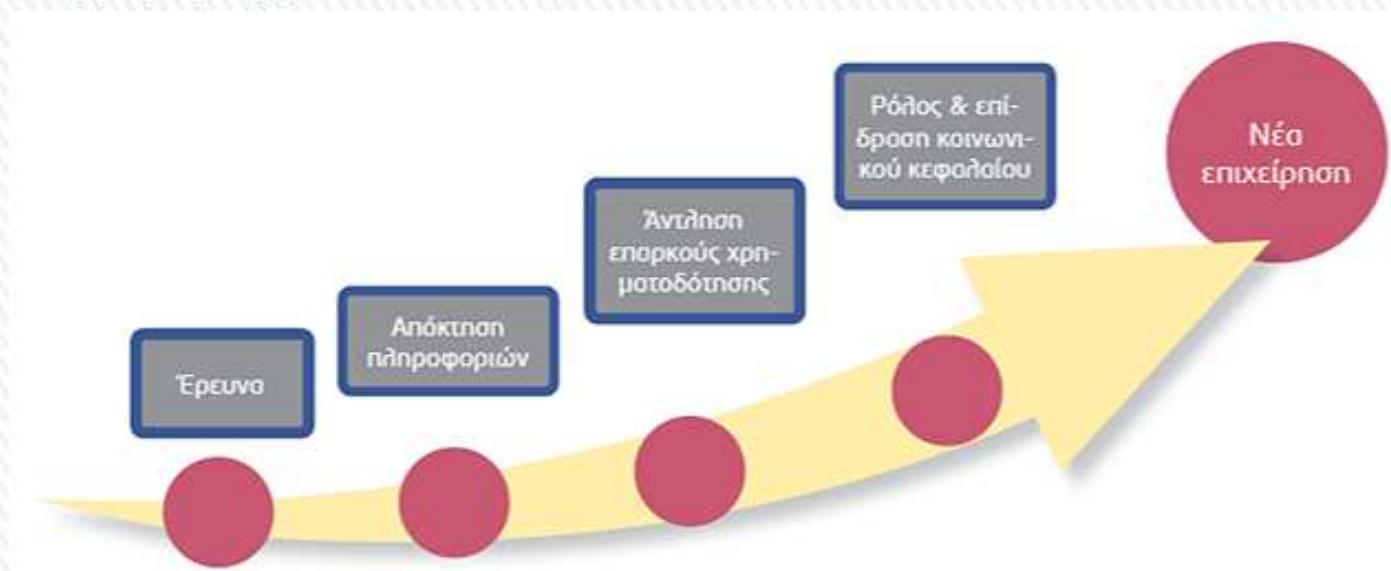 Έρευνα
Απόκτηση
πληροφοριών
Άντληση
επαρκούς χρη-
ματοδότησης
Ρόλος & επί-
δραση κοινωνι-
κού κεφαλαίου
Νέα
επιχείρηση